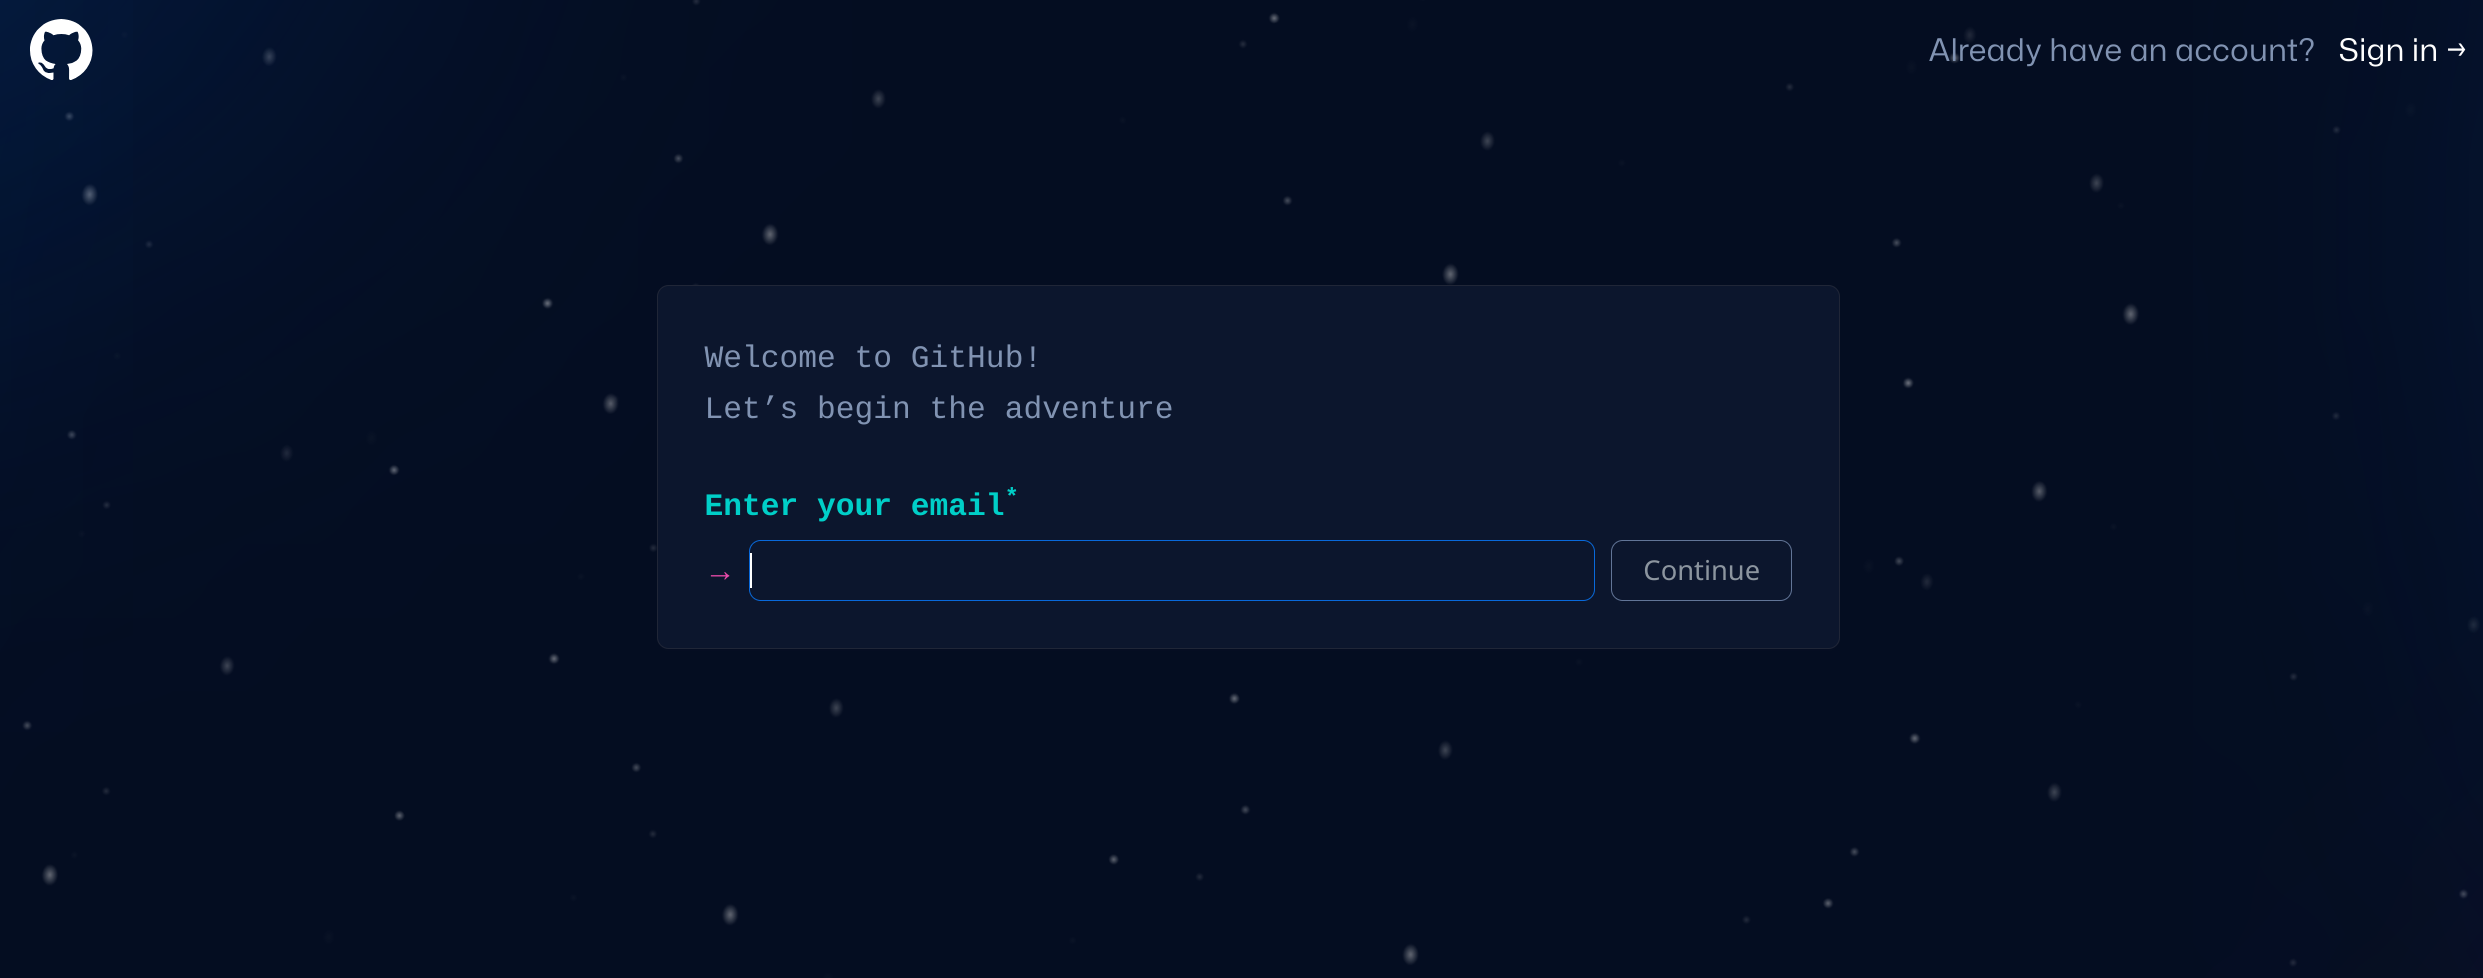 Already have an account? Sign in →
Welcome to GitHub!
Let’s begin the adventure
Enter your email*
→
Continue